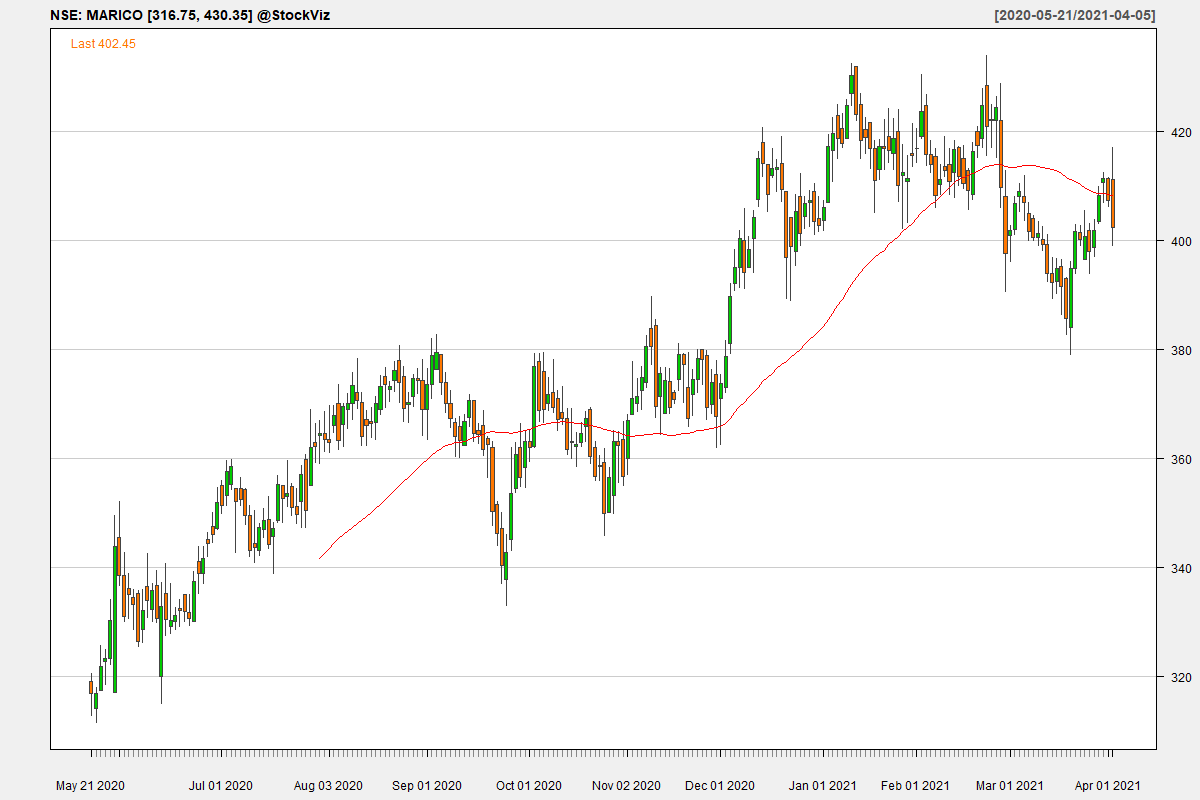 NSE: MARICO [316.75, 430.35] @StockViz
[2020-05-21/2021-04-05]
Last 402.45
420
400
380
360
340
320
May 21 2020 Jul 01 2020 Aug 03 2020 Sep 01 2020 Oct 01 2020 Nov 02 2020 Dec 01 2020 Jan 01 2021 Feb 01 2021 Mar 01 2021 Apr 01 2021